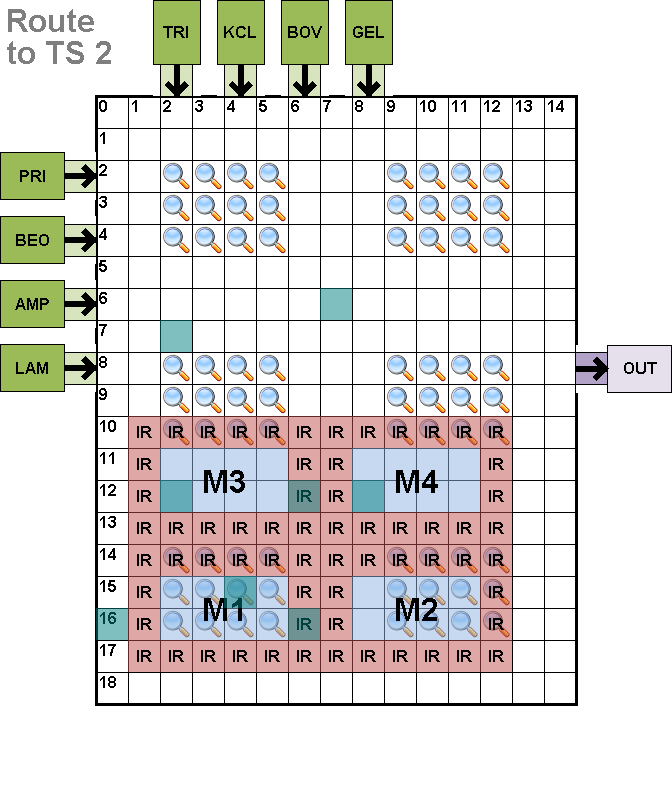 Route
to TS 2
TRI KCL BOV GEL
0 1 2 3 4 5 6 7 8 9 10 11 12 13 14
1
PRI 2
3
BEO 4
5
AMP 6
7
LAM 8 OUT
9
10 IR IR IR IR IR IR IR IR IR IR IR IR
11 IR IR IR IR
M3 M4
12 IR IR IR IR
13 IR IR IR IR IR IR IR IR IR IR IR IR
14 IR IR IR IR IR IR IR IR IR IR IR IR
15 IR IR IR IR
M1 M2
16 IR IR IR IR
17 IR IR IR IR IR IR IR IR IR IR IR IR
18